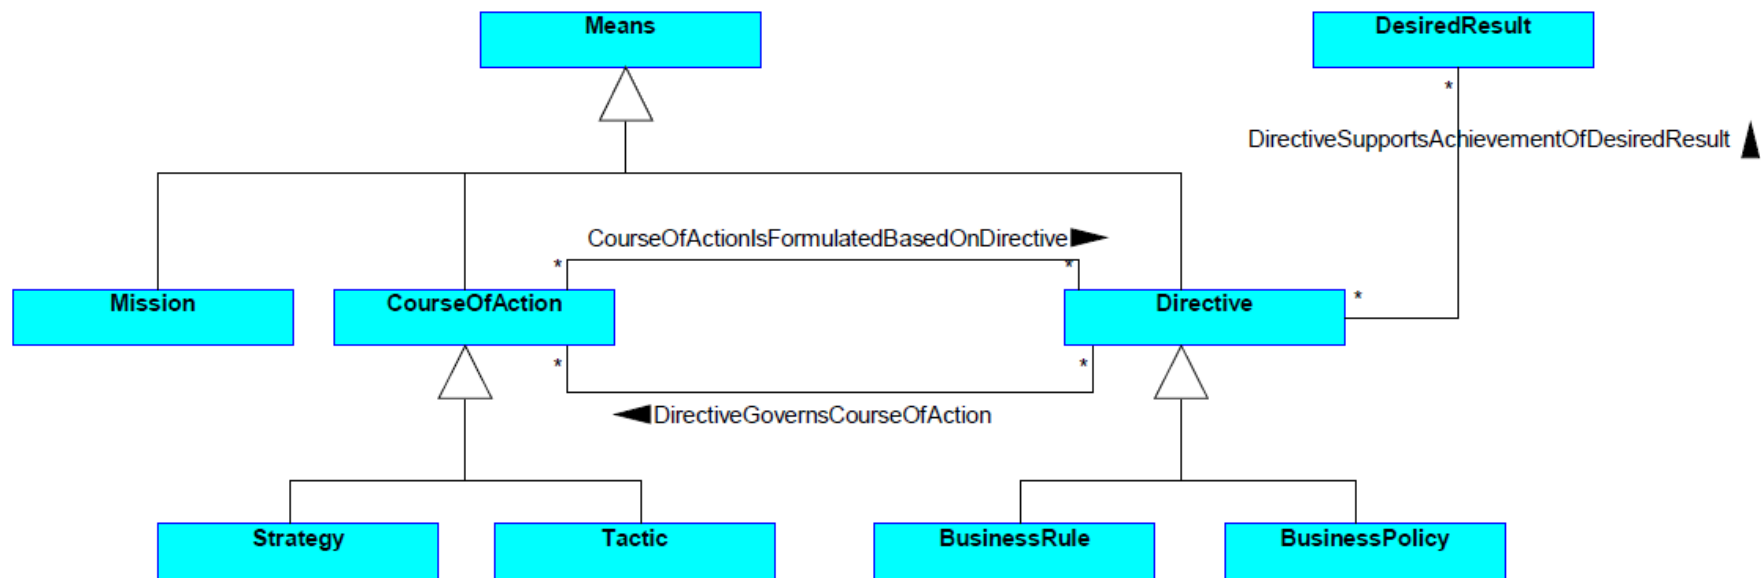 Means
DesiredResult
*
DirectiveSupportsAchievementOfDesiredResult
CourseOfActionIsFormulatedBasedOnDirective
*
*
Mission
CourseOfAction
Directive
*
*
*
DirectiveGovernsCourseOfAction
Strategy
Tactic
BusinessRule
BusinessPolicy